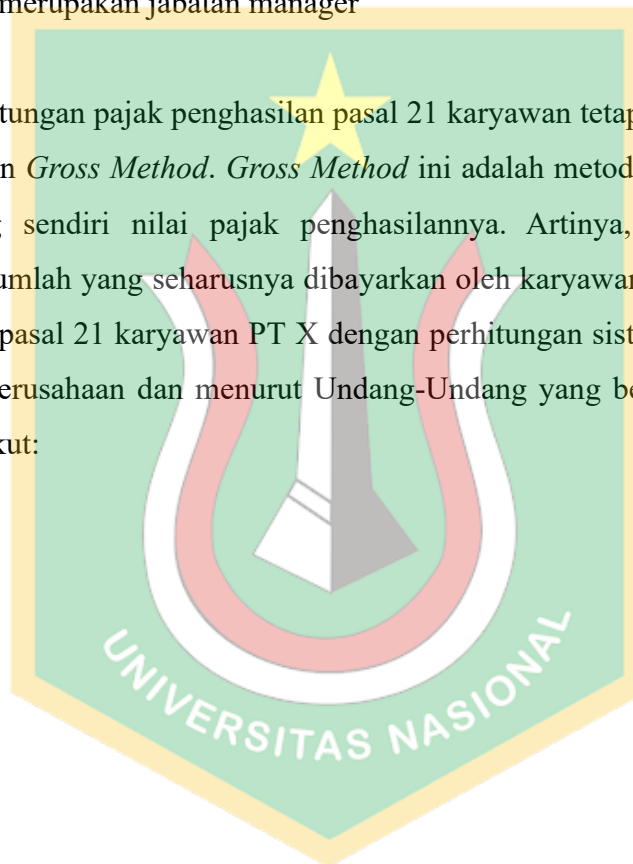 merupakan jabatan manager
tungan pajak penghasilan pasal 21 karyawan tetap
n Gross Method. Gross Method ini adalah metod
sendiri nilai pajak penghasilannya. Artinya,
umlah yang seharusnya dibayarkan oleh karyawan
pasal 21 karyawan PT X dengan perhitungan sist
erusahaan dan menurut Undang-Undang yang be
kut:
UNIVERSITAS NASIONAL